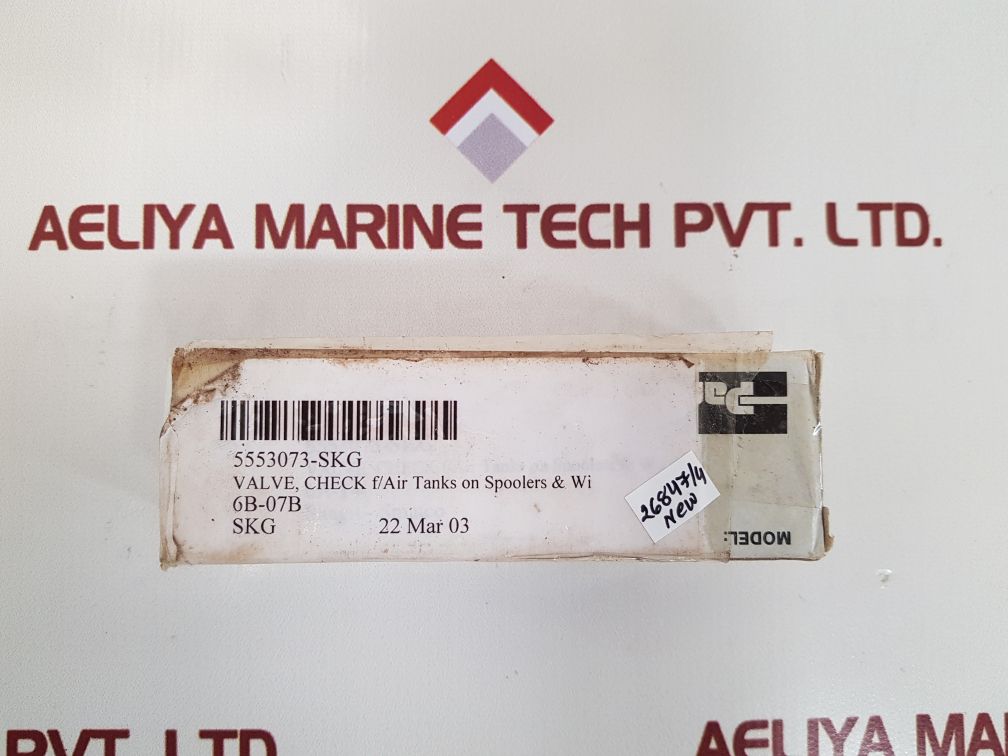 AELIYA MARINE TECH PVT. LTD.
5553073-SKG
VALVE, CHECK f/Air Tanks on Spoolers & Wi
6B-07B
SKG 22 Mar 03
26847/4
New
MODEL:
PVT. LTD.
AELIYA MA